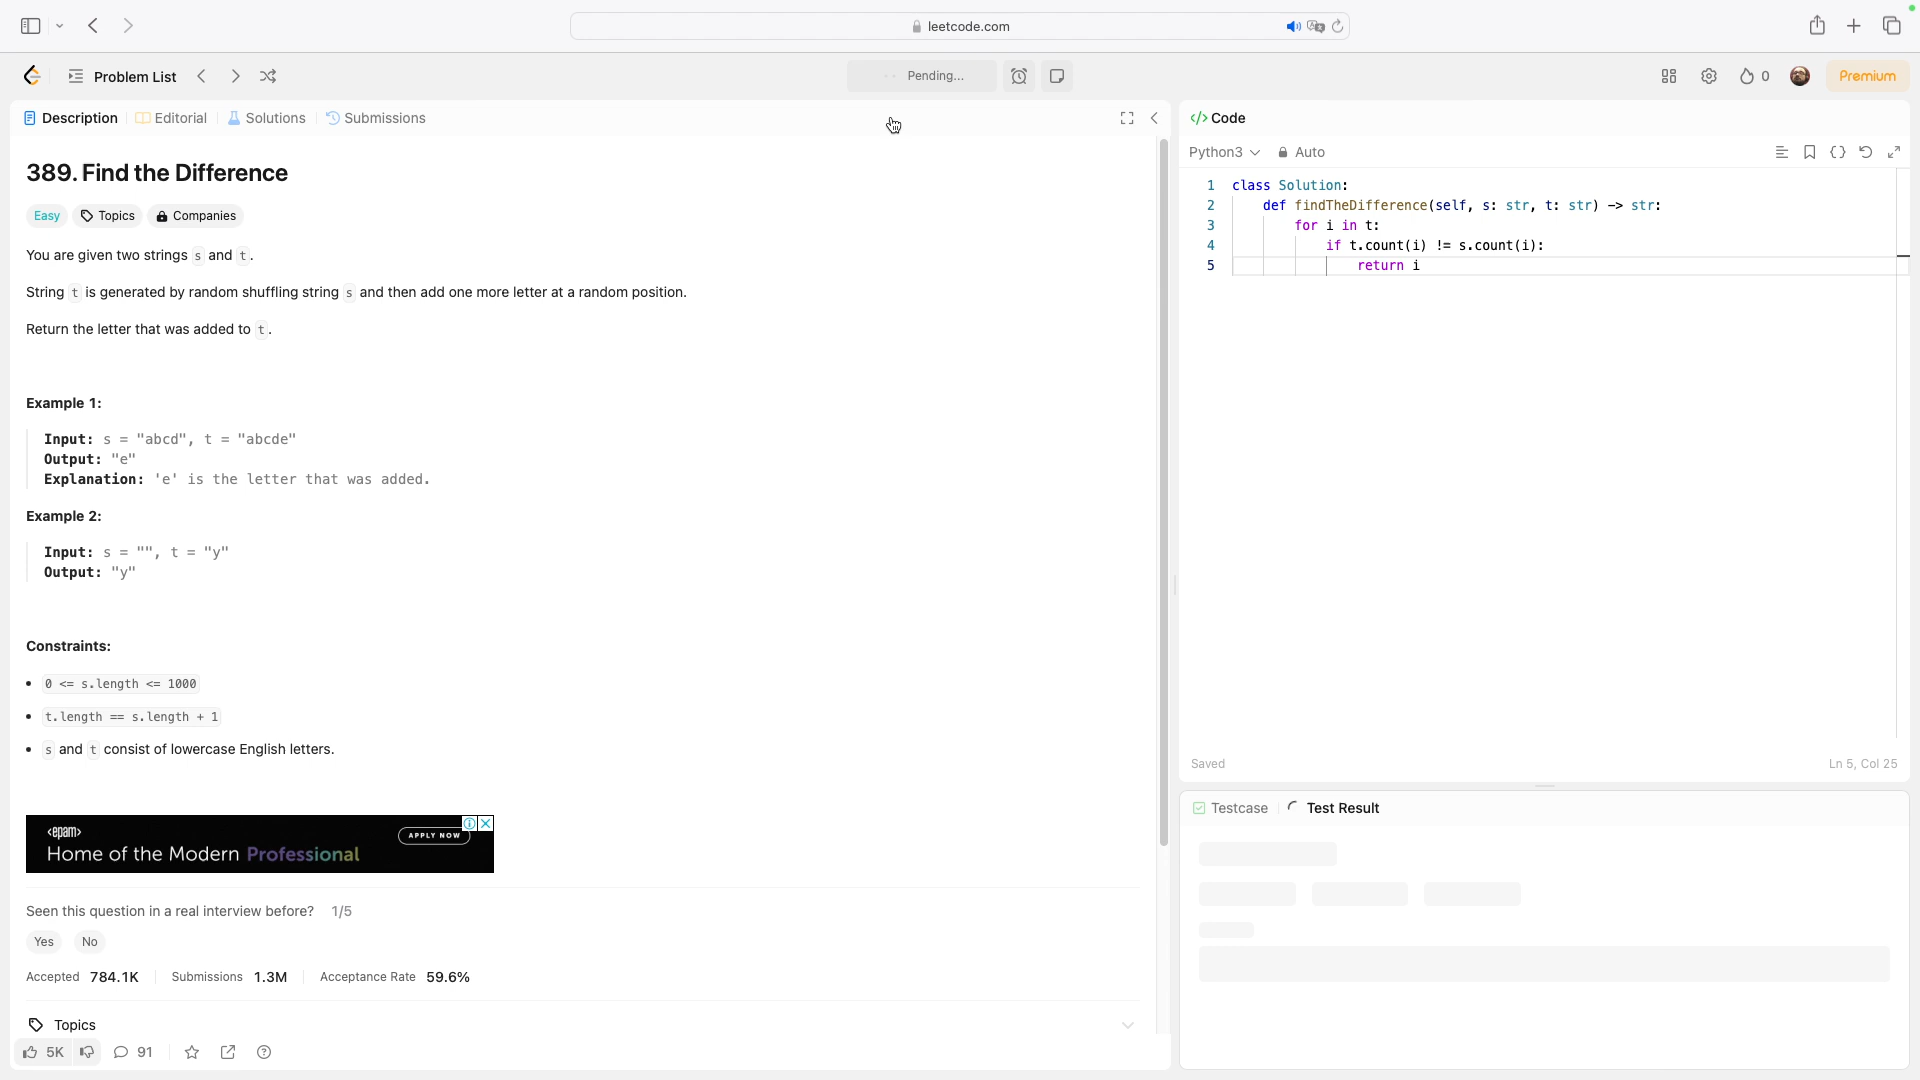 leetcode.com
Problem List
Pending...
0
Premium
Description
Editorial
Solutions
Submissions
389. Find the Difference
Easy
Topics
Companies
You are given two strings s and t.
String t is generated by random shuffling string s and then add one more letter at a random position.
Return the letter that was added to t.
Example 1:
Input: s = "abcd", t = "abcde"
Output: "e"
Explanation: 'e' is the letter that was added.
Example 2:
Input: s = "", t = "y"
Output: "y"
Constraints:
• 0 <= s.length <= 1000
• t.length == s.length + 1
• s and t consist of lowercase English letters.
<epam>
Home of the Modern Professional
APPLY NOW
Seen this question in a real interview before? 1/5
Yes
No
Accepted 784.1K
Submissions 1.3M
Acceptance Rate 59.6%
Topics
5K
91
</> Code
Python3
Auto
1 class Solution:
2 def findTheDifference(self, s: str, t: str) -> str:
3 for i in t:
4 if t.count(i) != s.count(i):
5 return i
Saved
Ln 5, Col 25
Testcase
Test Result